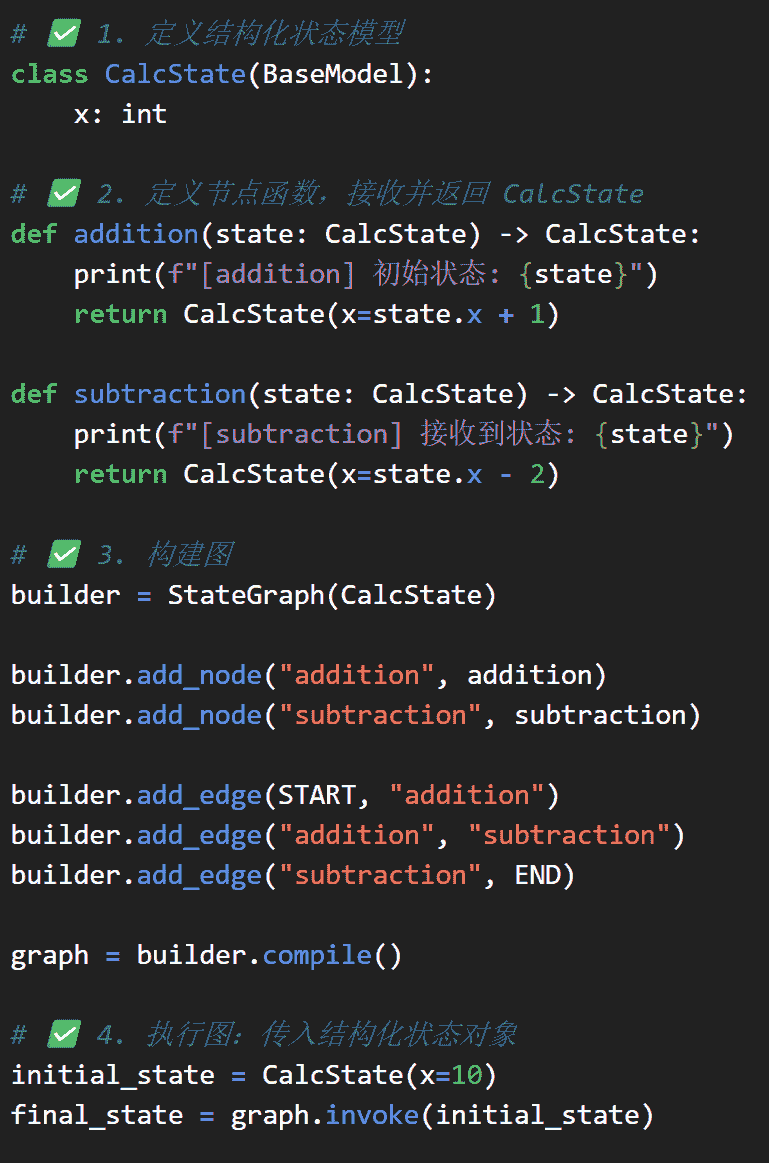 # ✅ 1. 定义结构化状态模型
class CalcState(BaseModel):
    x: int
# ✅ 2. 定义节点函数，接收并返回 CalcState
def addition(state: CalcState) -> CalcState:
    print(f"[addition] 初始状态: {state}")
    return CalcState(x=state.x + 1)
def subtraction(state: CalcState) -> CalcState:
    print(f"[subtraction] 接收到状态: {state}")
    return CalcState(x=state.x - 2)
# ✅ 3. 构建图
builder = StateGraph(CalcState)
builder.add_node("addition", addition)
builder.add_node("subtraction", subtraction)
builder.add_edge(START, "addition")
builder.add_edge("addition", "subtraction")
builder.add_edge("subtraction", END)
graph = builder.compile()
# ✅ 4. 执行图：传入结构化状态对象
initial_state = CalcState(x=10)
final_state = graph.invoke(initial_state)